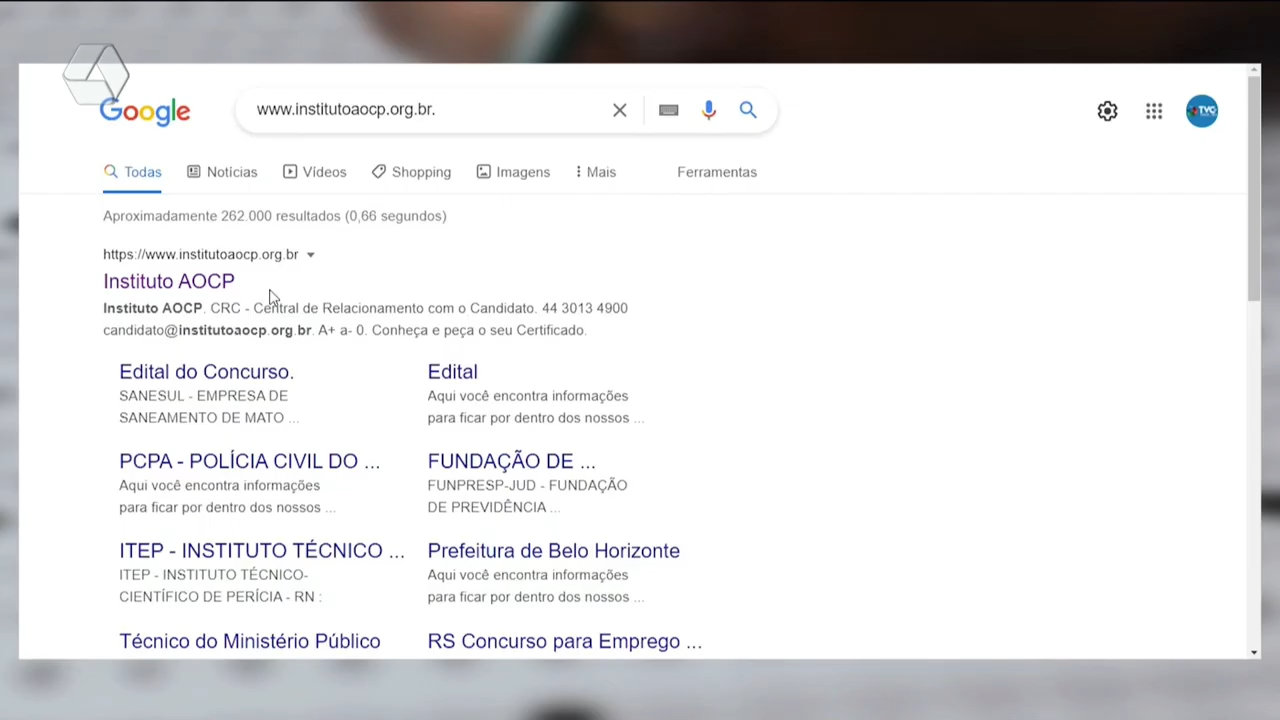 Google
www.institutoaocp.org.br.
Todas Notícias Vídeos Shopping Imagens Mais Ferramentas
Aproximadamente 262.000 resultados (0,66 segundos)
https://www.institutoaocp.org.br
Instituto AOCP
Instituto AOCP. CRC - Central de Relacionamento com o Candidato. 44 3013 4900
candidato@institutoaocp.org.br. A+ a- 0. Conheça e peça o seu Certificado.
Edital do Concurso.
SANESUL - EMPRESA DE
SANEAMENTO DE MATO ...
Edital
Aqui você encontra informações
para ficar por dentro dos nossos ...
PCPA - POLÍCIA CIVIL DO ...
Aqui você encontra informações
para ficar por dentro dos nossos ...
FUNDAÇÃO DE ...
FUNPRESP-JUD - FUNDAÇÃO
DE PREVIDÊNCIA ...
ITEP - INSTITUTO TÉCNICO ...
ITEP - INSTITUTO TÉCNICO-
CIENTÍFICO DE PERÍCIA - RN :
Prefeitura de Belo Horizonte
Aqui você encontra informações
para ficar por dentro dos nossos ...
Técnico do Ministério Público
RS Concurso para Emprego ...